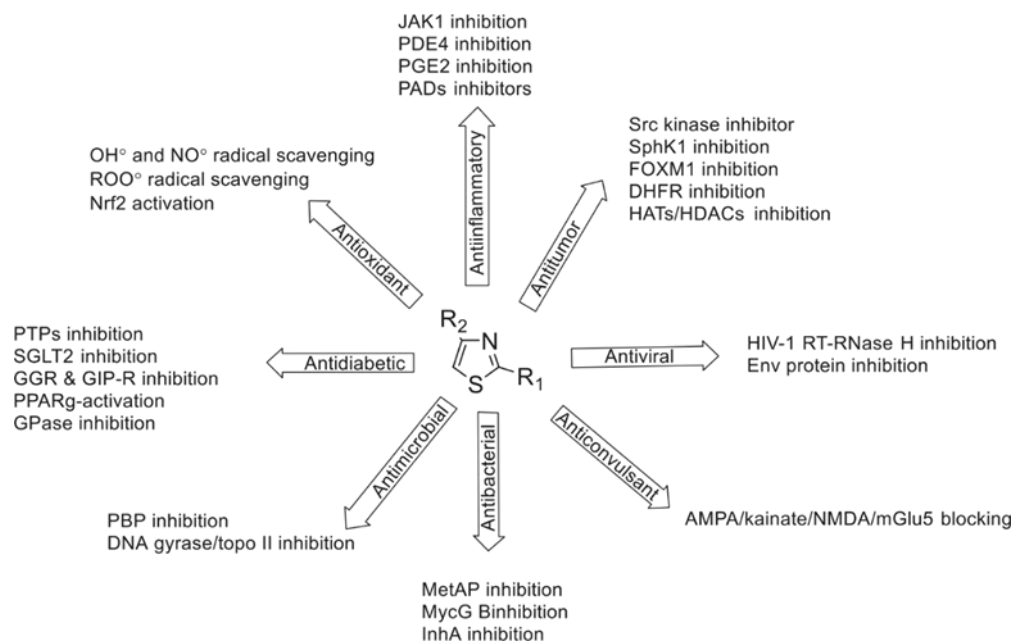 JAK1 inhibition
PDE4 inhibition
PGE2 inhibition
PADs inhibitors
Antiinflammatory
Src kinase inhibitor
SphK1 inhibition
FOXM1 inhibition
DHFR inhibition
HATs/HDACs inhibition
Antitumor
OH° and NO° radical scavenging
ROO° radical scavenging
Nrf2 activation
Antioxidant
PTPs inhibition
SGLT2 inhibition
GGR & GIP-R inhibition
PPARg-activation
GPase inhibition
Antidiabetic
R2
N
S
R1
Antiviral
HIV-1 RT-RNase H inhibition
Env protein inhibition
Antimicrobial
PBP inhibition
DNA gyrase/topo II inhibition
Antibacterial
MetAP inhibition
MycG Binhibition
InhA inhibition
Anticonvulsant
AMPA/kainate/NMDA/mGlu5 blocking